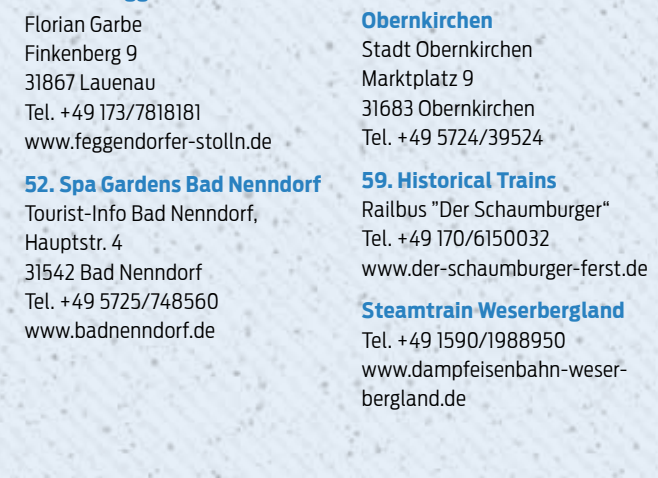 Florian Garbe
Finkenberg 9
31867 Lauenau
Tel. +49 173/7818181
www.feggendorfer-stolln.de
52. Spa Gardens Bad Nenndorf
Tourist-Info Bad Nenndorf,
Hauptstr. 4
31542 Bad Nenndorf
Tel. +49 5725/748560
www.badnenndorf.de
Obernkirchen
Stadt Obernkirchen
Marktplatz 9
31683 Obernkirchen
Tel. +49 5724/39524
59. Historical Trains
Railbus ”Der Schaumburger“
Tel. +49 170/6150032
www.der-schaumburger-ferst.de
Steamtrain Weserbergland
Tel. +49 1590/1988950
www.dampfeisenbahn-weser-
bergland.de